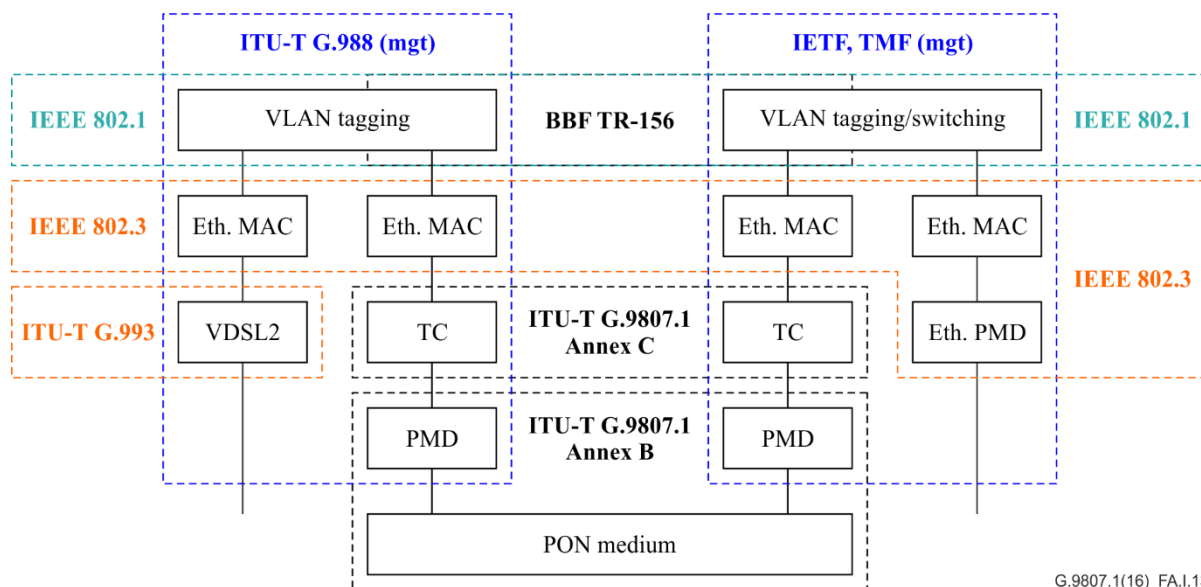 ITU-T G.988 (mgt)
IETF, TMF (mgt)
IEEE 802.1
VLAN tagging
BBF TR-156
VLAN tagging/switching
IEEE 802.1
IEEE 802.3
Eth. MAC
Eth. MAC
Eth. MAC
Eth. MAC
IEEE 802.3
ITU-T G.993
VDSL2
TC
ITU-T G.9807.1
Annex C
TC
Eth. PMD
PMD
ITU-T G.9807.1
Annex B
PMD
PON medium
G.9807.1(16)_FA.I.1